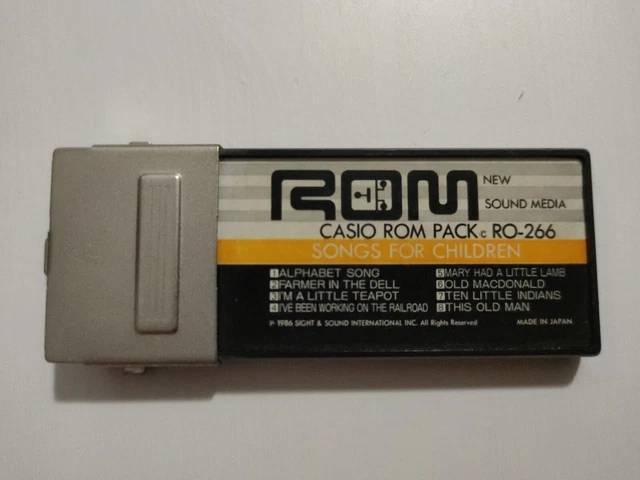 ROM NEW
SOUND MEDIA
CASIO ROM PACK c RO-266
SONGS FOR CHILDREN
1 ALPHABET SONG
2 FARMER IN THE DELL
3 I'M A LITTLE TEAPOT
4 I'VE BEEN WORKING ON THE RAILROAD
5 MARY HAD A LITTLE LAMB
6 OLD MACDONALD
7 TEN LITTLE INDIANS
8 THIS OLD MAN
P 1986 SIGHT & SOUND INTERNATIONAL INC. All Rights Reserved
MADE IN JAPAN